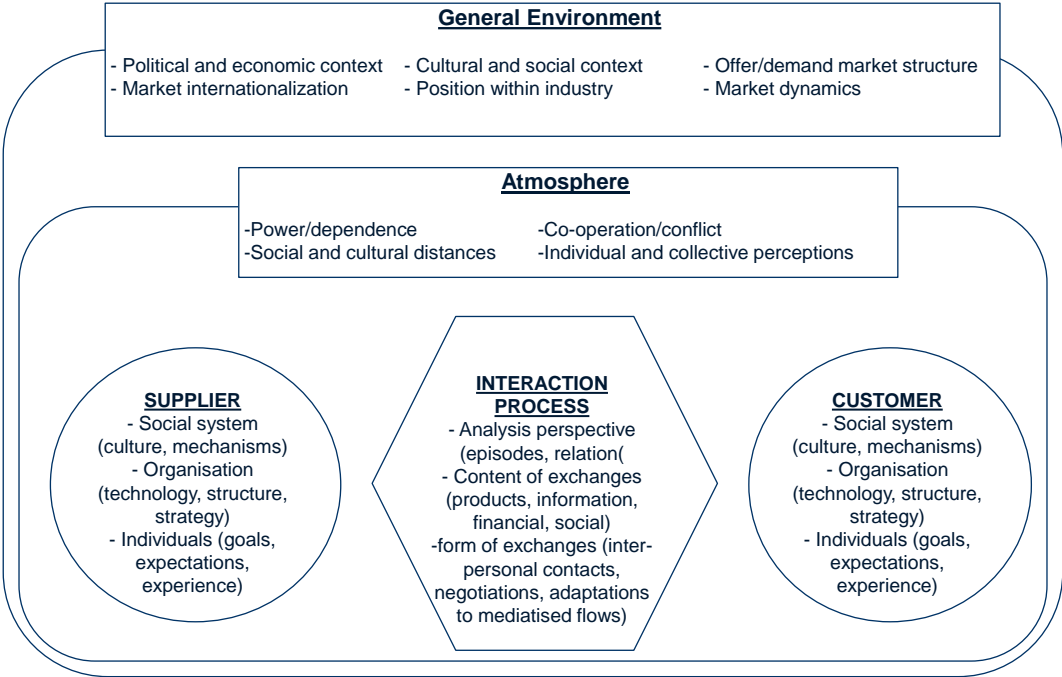 General Environment
- Political and economic context
- Market internationalization
- Cultural and social context
- Position within industry
- Offer/demand market structure
- Market dynamics
Atmosphere
-Power/dependence
-Social and cultural distances
-Co-operation/conflict
-Individual and collective perceptions
SUPPLIER
- Social system
(culture, mechanisms)
- Organisation
(technology, structure,
strategy)
- Individuals (goals,
expectations,
experience)
INTERACTION
PROCESS
- Analysis perspective
(episodes, relation(
- Content of exchanges
(products, information,
financial, social)
-form of exchanges (inter-
personal contacts,
negotiations, adaptations
to mediatised flows)
CUSTOMER
- Social system
(culture, mechanisms)
- Organisation
(technology, structure,
strategy)
- Individuals (goals,
expectations,
experience)